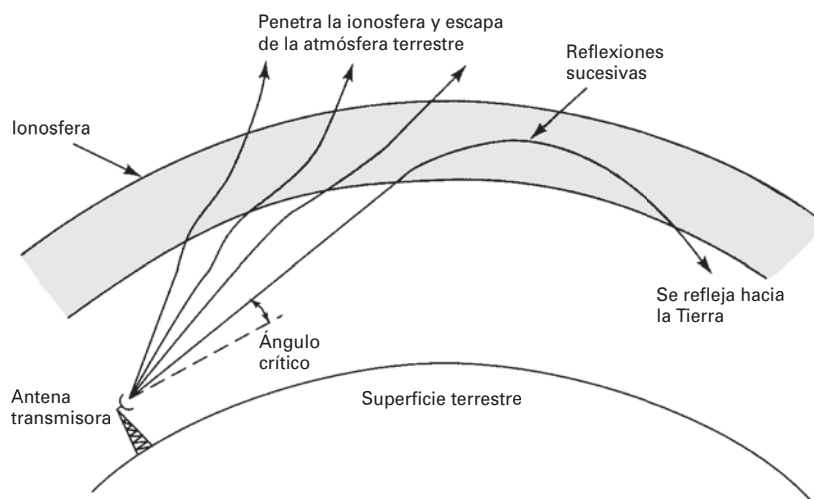 Penetra la ionosfera y escapa
de la atmósfera terrestre
Reflexiones
sucesivas
Ionosfera
Se refleja hacia
la Tierra
Ángulo
crítico
Antena
transmisora
Superficie terrestre